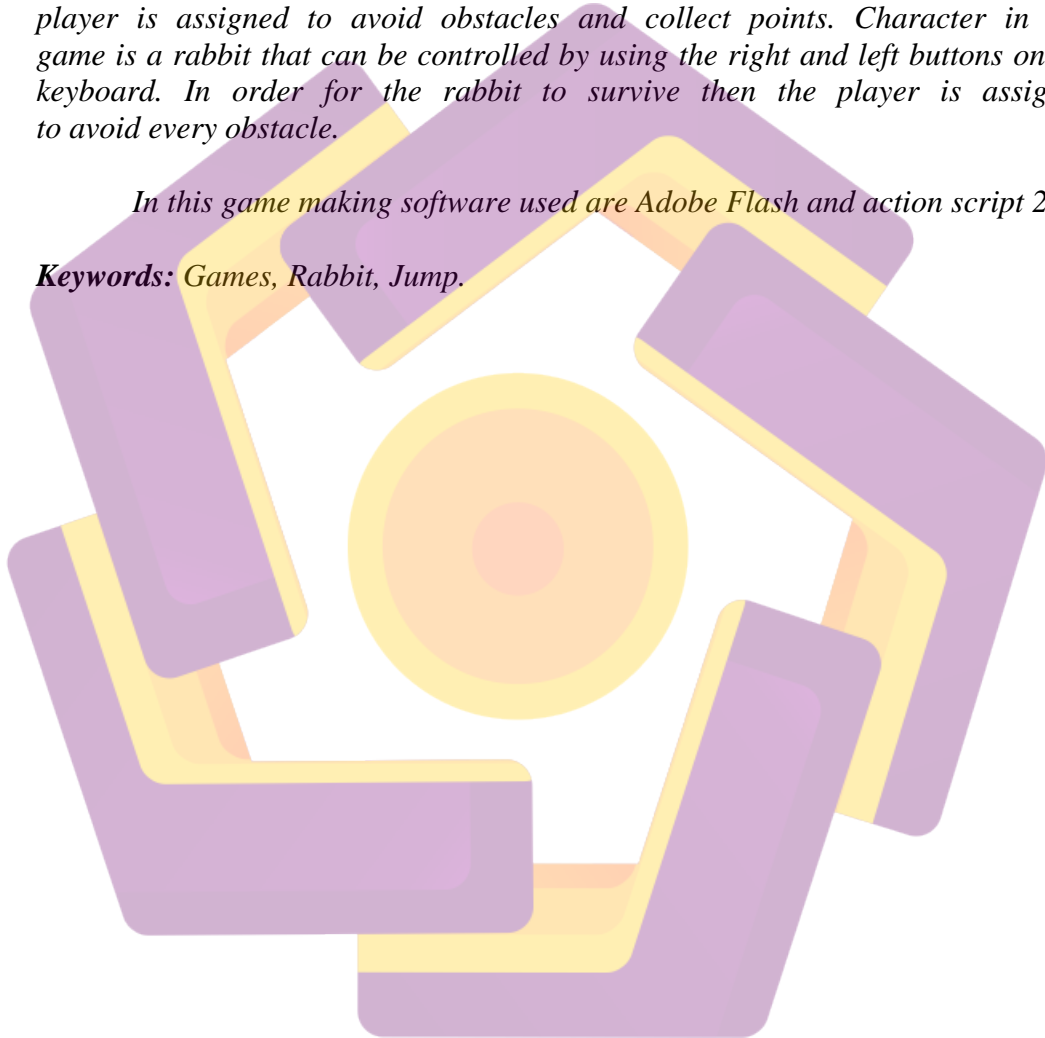 player is assigned to avoid obstacles and collect points. Character in
game is a rabbit that can be controlled by using the right and left buttons on
keyboard. In order for the rabbit to survive then the player is assig
to avoid every obstacle.
In this game making software used are Adobe Flash and action script 2
Keywords: Games, Rabbit, Jump.